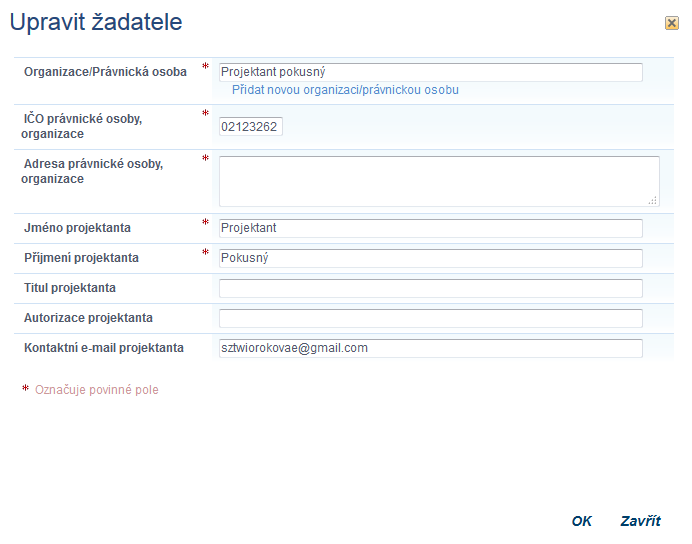 Upravit žadatele
Organizace/Právnická osoba * Projektant pokusný
Přidat novou organizaci/právnickou osobu
IČO právnické osoby, *
organizace 02123262
Adresa právnické osoby, *
organizace
Jméno projektanta * Projektant
Příjmení projektanta * Pokusný
Titul projektanta
Autorizace projektanta
Kontaktní e-mail projektanta sztwiorokovae@gmail.com
* Označuje povinné pole
OK Zavřít